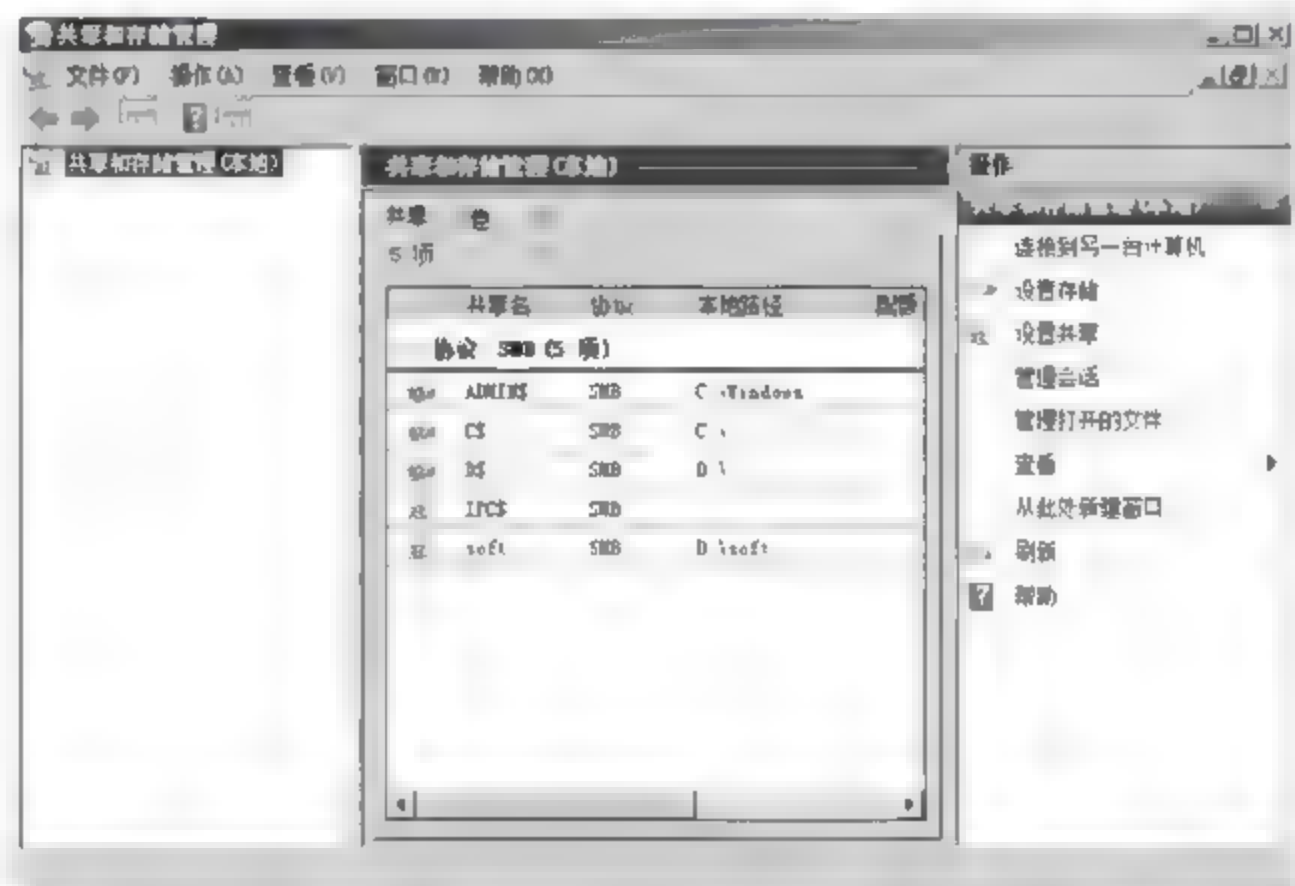 共享和存储管理
文件(F) 操作(A) 查看(V) 窗口(W) 帮助(H)
共享和存储管理(本地)
共享和存储管理(本地)
共享 卷
5 项
共享名 协议 本地路径 配额
协议 SMB (5 项)
ADMIN$ SMB C:\Windows
C$ SMB C:\
D$ SMB D:\
IPC$ SMB
soft SMB D:\soft
操作
连接到另一台计算机
设置存储
设置共享
管理会话
管理打开的文件
查看
从此处新建窗口
刷新
帮助